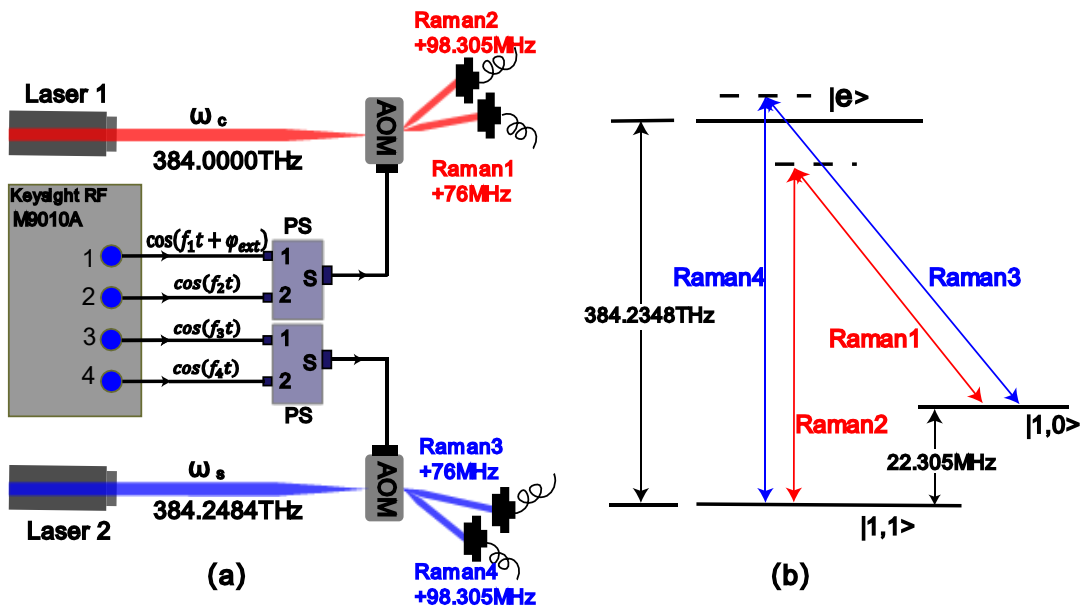 Raman2
+98.305MHz
Laser 1
ω c
AOM
384.0000THz
Raman1
+76MHz
Keysight RF
M9010A
PS
1
cos(f₁t + φₑₓₜ)
1
S
2
cos(f₂t)
2
3
cos(f₃t)
1
S
4
cos(f₄t)
2
PS
Raman3
+76MHz
ω s
AOM
384.2484THz
Laser 2
Raman4
+98.305MHz
(a)
|e>
Raman4
Raman3
384.2348THz
Raman1
Raman2
|1,0>
22.305MHz
|1,1>
(b)